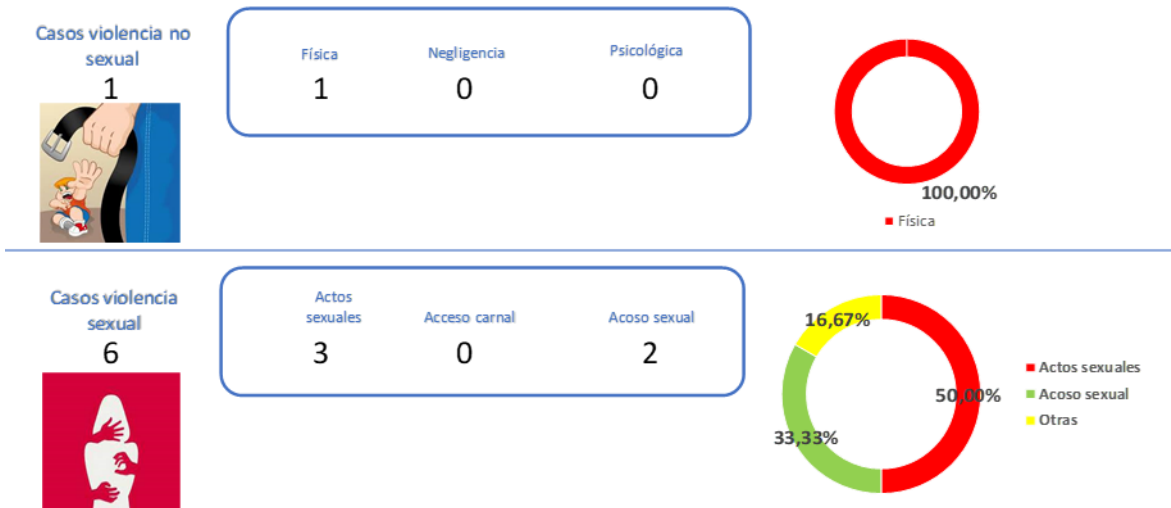 Casos violencia no
sexual
1
Física
Negligencia
Psicológica
1
0
0
100,00%
Física
Casos violencia
sexual
6
Actos
sexuales
Acceso carnal
Acoso sexual
3
0
2
16,67%
50,00%
33,33%
Actos sexuales
Acoso sexual
Otras